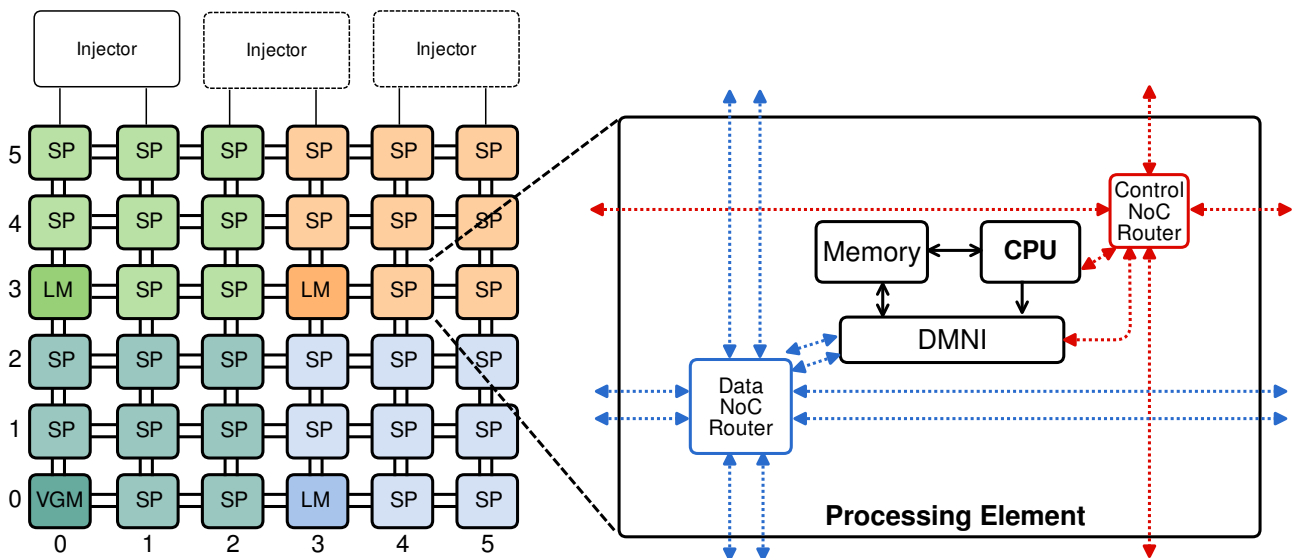 Injector
Injector
Injector
5 SP SP SP SP SP SP
4 SP SP SP SP SP SP
3 LM SP SP LM SP SP
2 SP SP SP SP SP SP
1 SP SP SP SP SP SP
0 VGM SP SP LM SP SP
0 1 2 3 4 5
Control
NoC
Router
Memory
CPU
DMNI
Data
NoC
Router
Processing Element